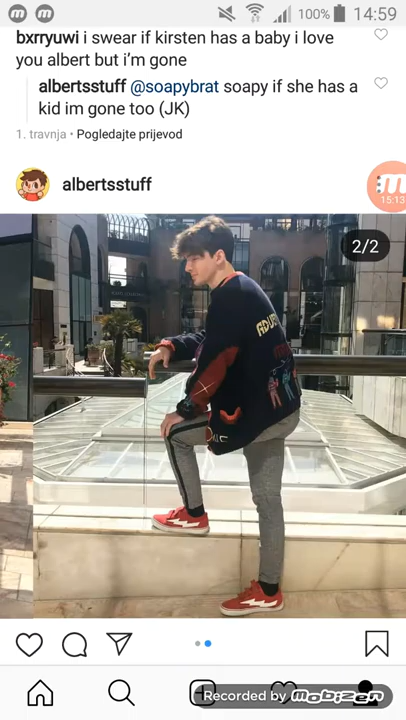 100% 14:59
bxrryuwi i swear if kirsten has a baby i love
you albert but i'm gone
albertsstuff @soapybrat soapy if she has a
kid im gone too (JK)
1. travnja • Pogledajte prijevod
albertsstuff
15:13
2/2
Recorded by mobizen